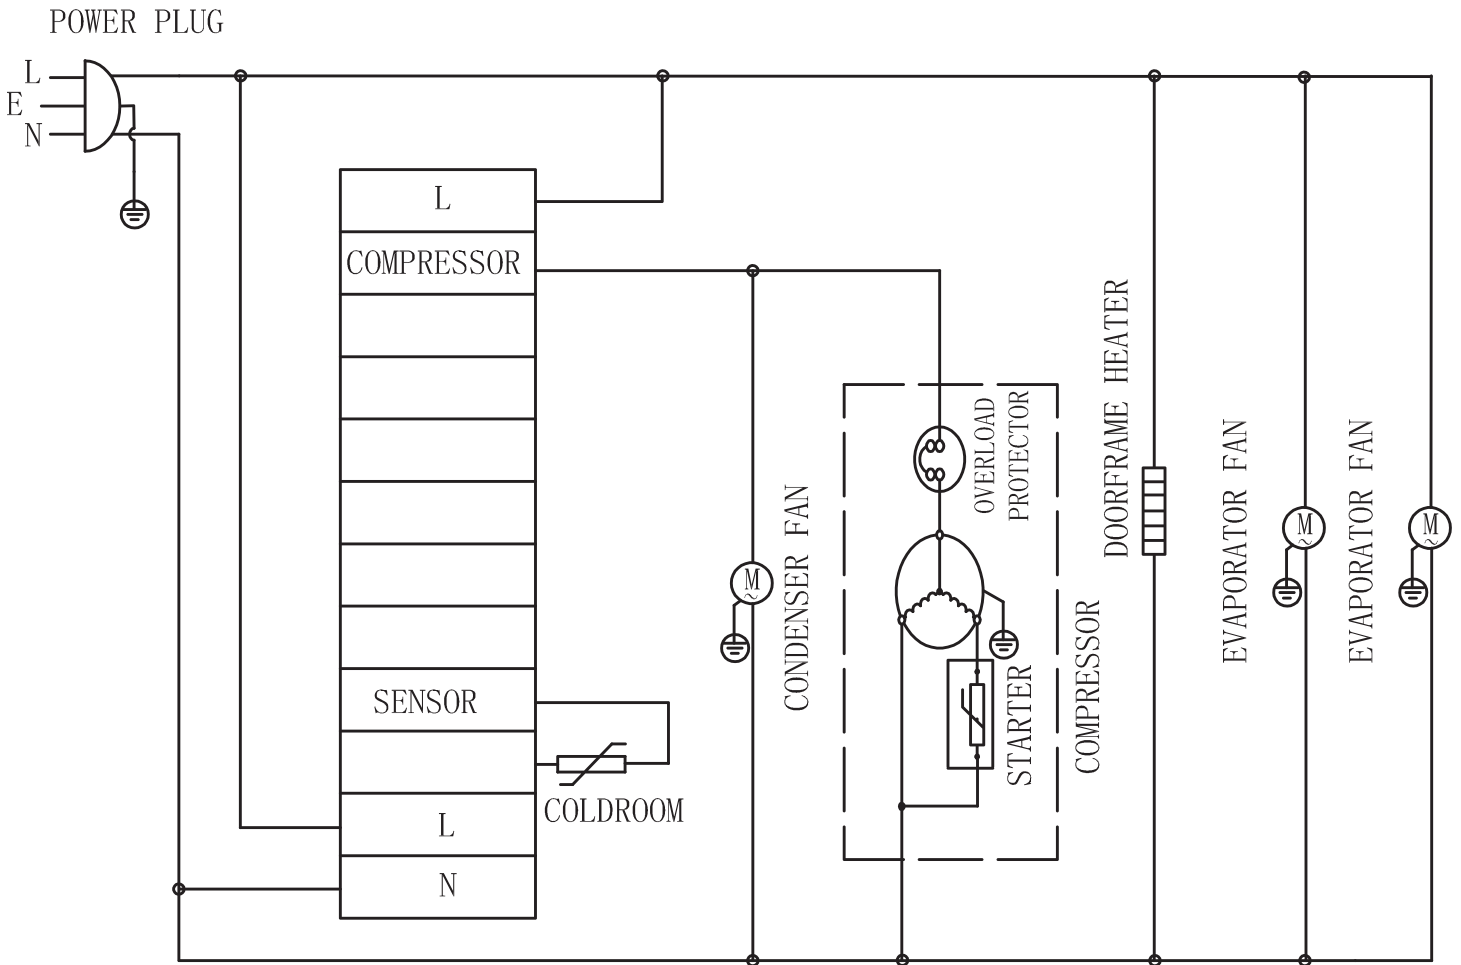 POWER PLUG
L
E
N
L
COMPRESSOR
SENSOR
COLDROOM
L
N
CONDENSER FAN
M
~
OVERLOAD
PROTECTOR
STARTER
COMPRESSOR
DOORFRAME HEATER
EVAPORATOR FAN
M
~
EVAPORATOR FAN
M
~